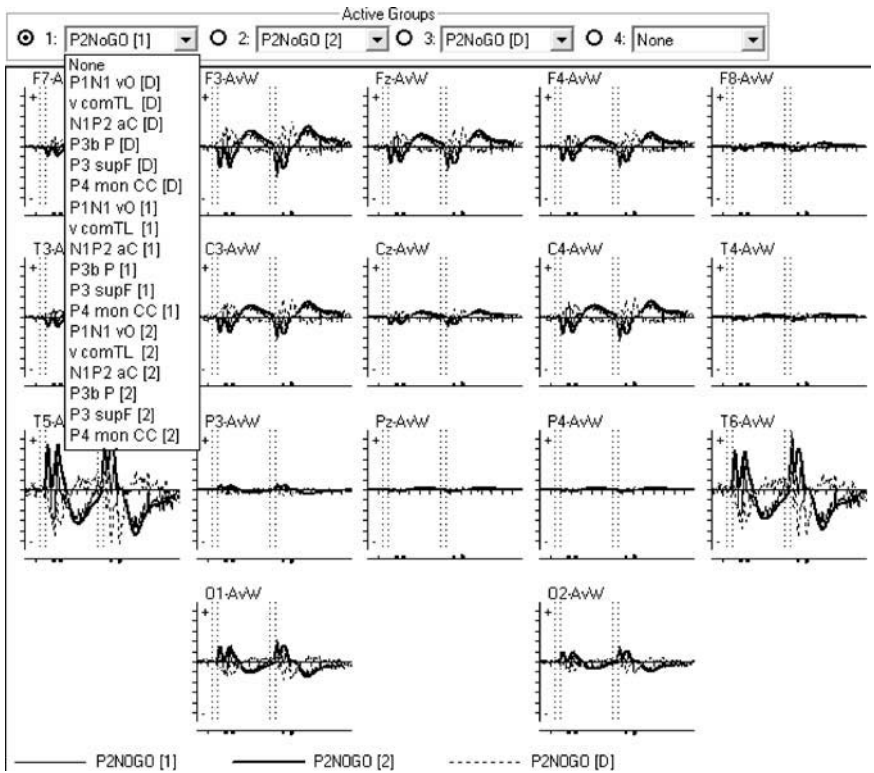 Active Groups
1: P2NoGO [1] 2: P2NoGO [2] 3: P2NoGO [D] 4: None
None
P1N1 vO [D]
v comTL [D]
N1P2 aC [D]
P3b P [D]
P3 supF [D]
P4 mon CC [D]
P1N1 vO [1]
v comTL [1]
N1P2 aC [1]
P3b P [1]
P3 supF [1]
P4 mon CC [1]
P1N1 vO [2]
v comTL [2]
N1P2 aC [2]
P3b P [2]
P3 supF [2]
P4 mon CC [2]
F7-A F3-AvW Fz-AvW F4-AvW F8-AvW
T3-A C3-AvW Cz-AvW C4-AvW T4-AvW
T5-A P3-AvW Pz-AvW P4-AvW T6-AvW
O1-AvW O2-AvW
P2NOGO [1] P2NOGO [2] P2NOGO [D]